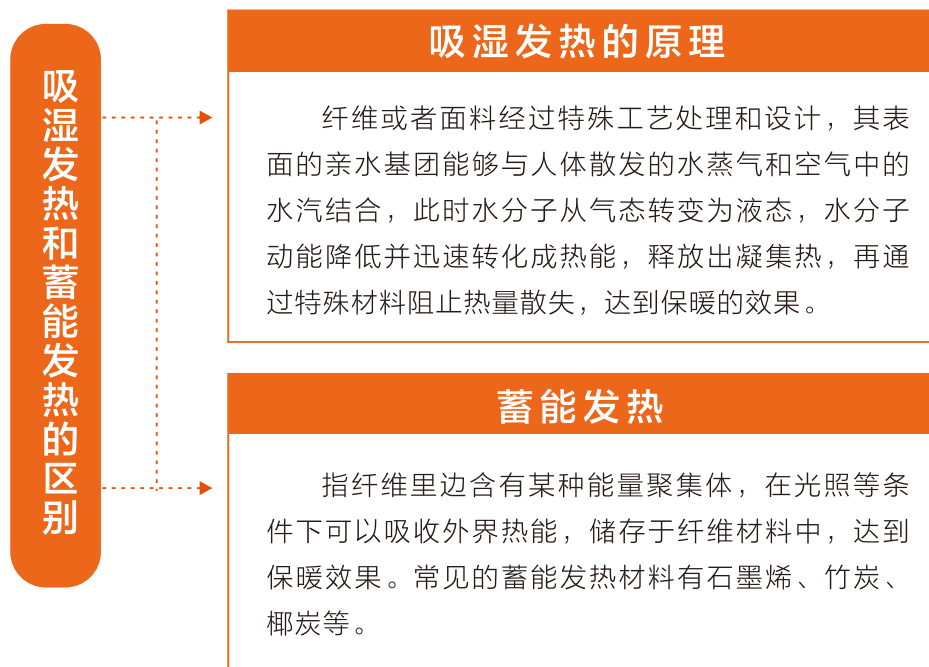 吸湿发热和蓄能发热的区别
吸湿发热的原理
纤维或者面料经过特殊工艺处理和设计，其表
面的亲水基团能够与人体散发的水蒸气和空气中的
水汽结合，此时水分子从气态转变为液态，水分子
动能降低并迅速转化成热能，释放出凝集热，再通
过特殊材料阻止热量散失，达到保暖的效果。
蓄能发热
指纤维里边含有某种能量聚集体，在光照等条
件下可以吸收外界热能，储存于纤维材料中，达到
保暖效果。常见的蓄能发热材料有石墨烯、竹炭、
椰炭等。